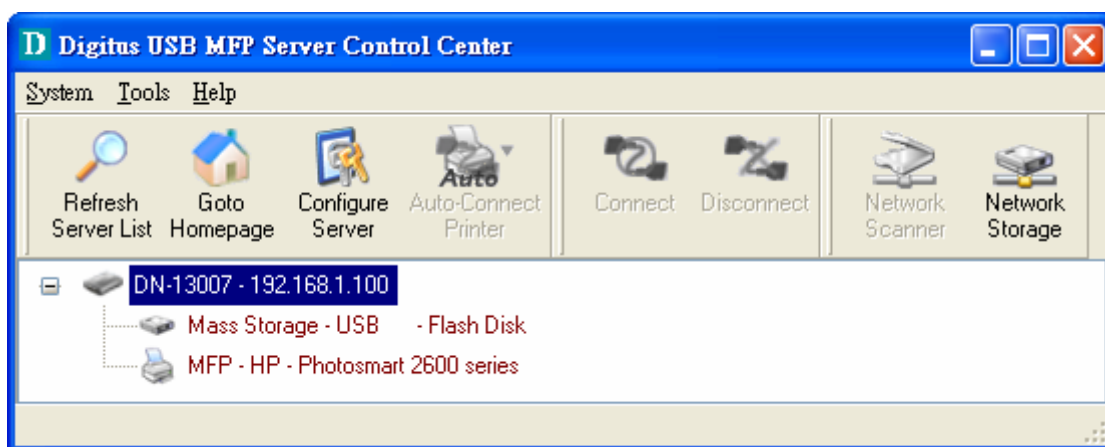 D Digitus USB MFP Server Control Center
System Tools Help
Refresh Server List
Goto Homepage
Configure Server
Auto
Auto-Connect Printer
Connect
Disconnect
Network Scanner
Network Storage
DN-13007 - 192.168.1.100
Mass Storage - USB - Flash Disk
MFP - HP - Photosmart 2600 series